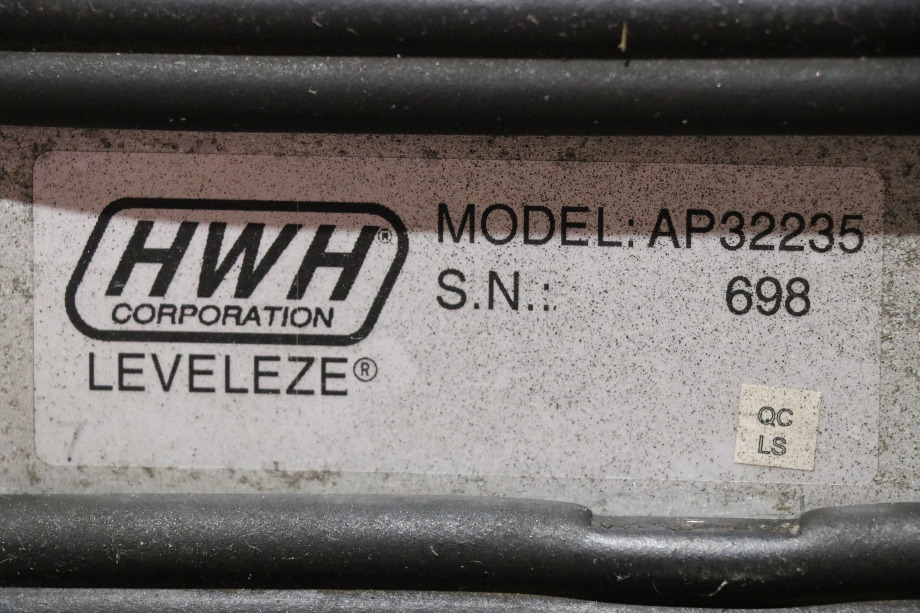 HWH®
CORPORATION
LEVELEZE®
MODEL: AP32235
S.N.: 698
QC
LS